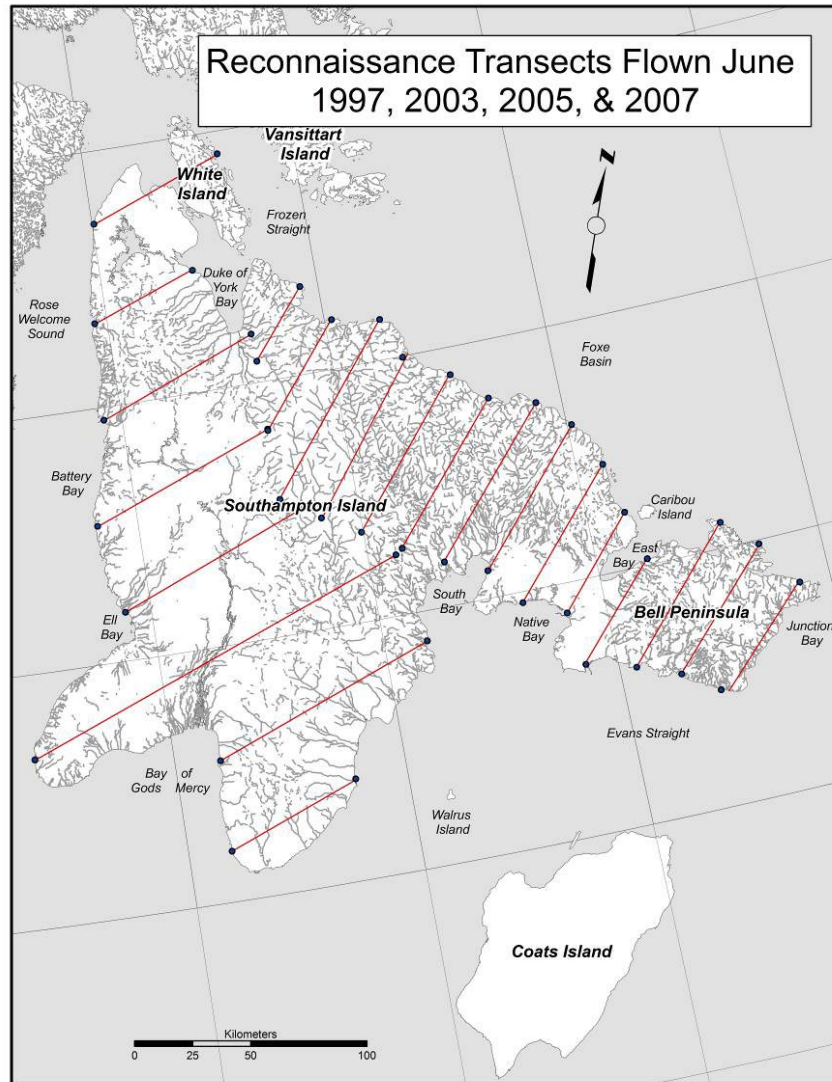 Reconnaissance Transects Flown June
1997, 2003, 2005, & 2007
Vansittart
Island
White
Island
N
Frozen
Straight
Duke of
York
Bay
Rose
Welcome
Sound
Foxe
Basin
Battery
Bay
Southampton Island
Caribou
Island
East
Bay
Ell
Bay
South
Bay
Native
Bay
Bell Peninsula
Junction
Bay
Evans Straight
Bay of
Gods Mercy
Walrus
Island
Coats Island
Kilometers
0 25 50 100